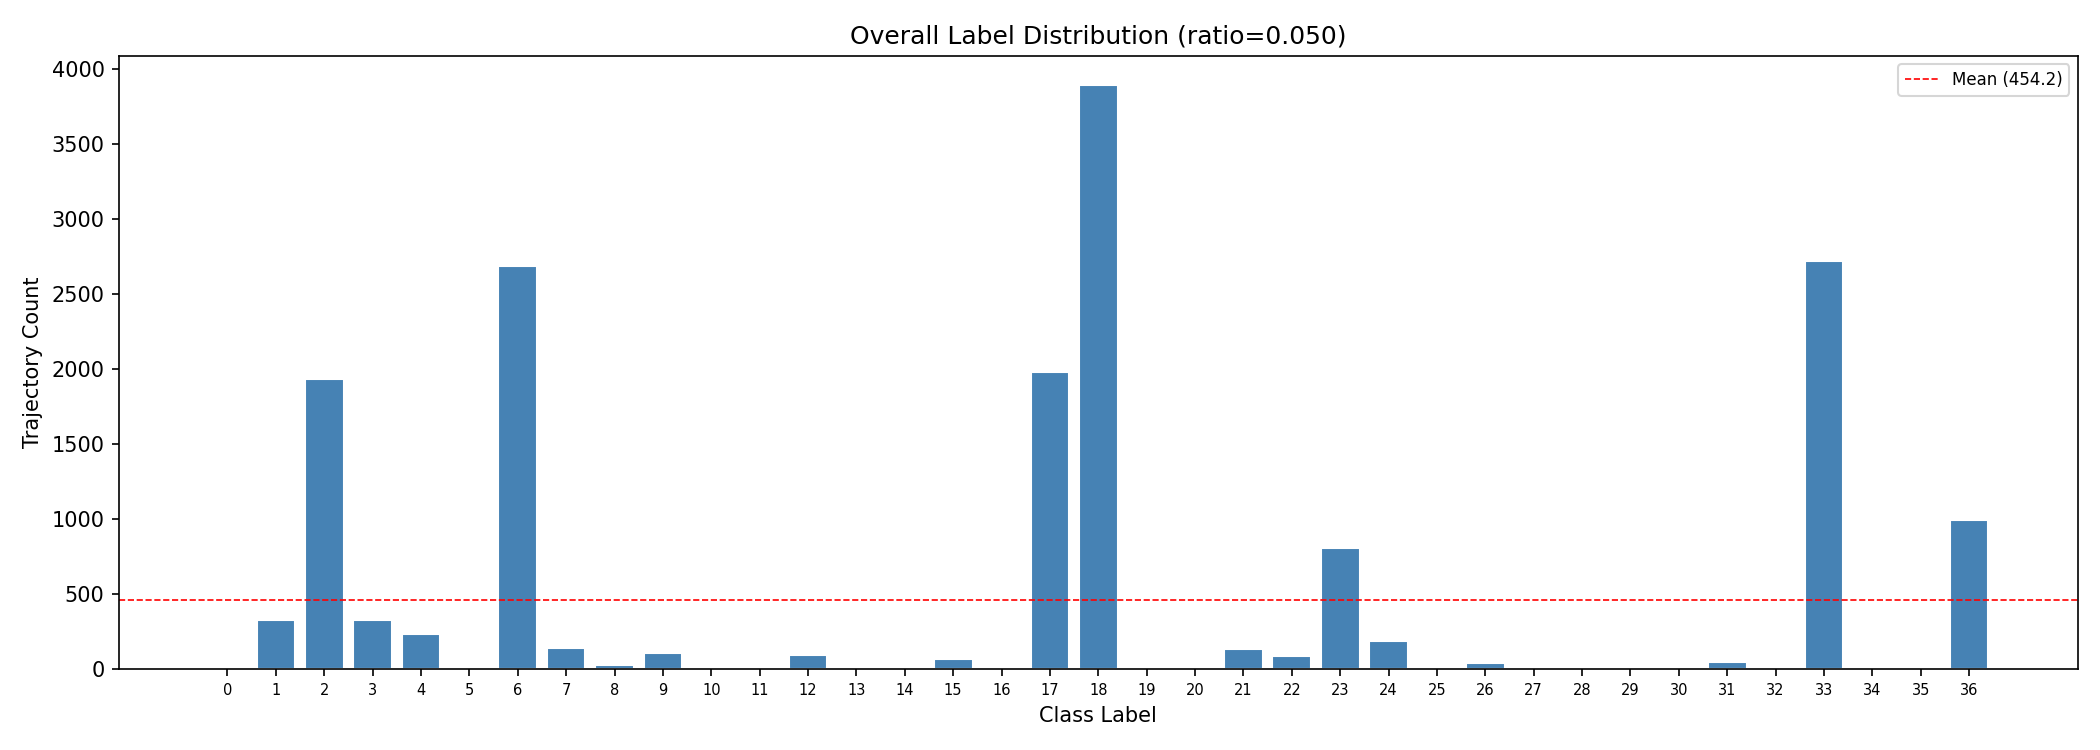 Overall Label Distribution (ratio=0.050)
Mean (454.2)
Trajectory Count
4000
3500
3000
2500
2000
1500
1000
500
0
0 1 2 3 4 5 6 7 8 9 10 11 12 13 14 15 16 17 18 19 20 21 22 23 24 25 26 27 28 29 30 31 32 33 34 35 36
Class Label